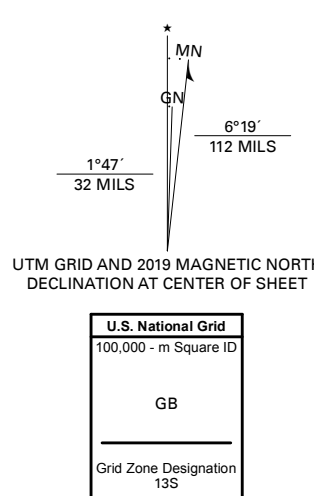 ★
MN
GN
6°19´
112 MILS
1°47´
32 MILS
UTM GRID AND 2019 MAGNETIC NORTH
DECLINATION AT CENTER OF SHEET
U.S. National Grid
100,000 - m Square ID
GB
Grid Zone Designation
13S